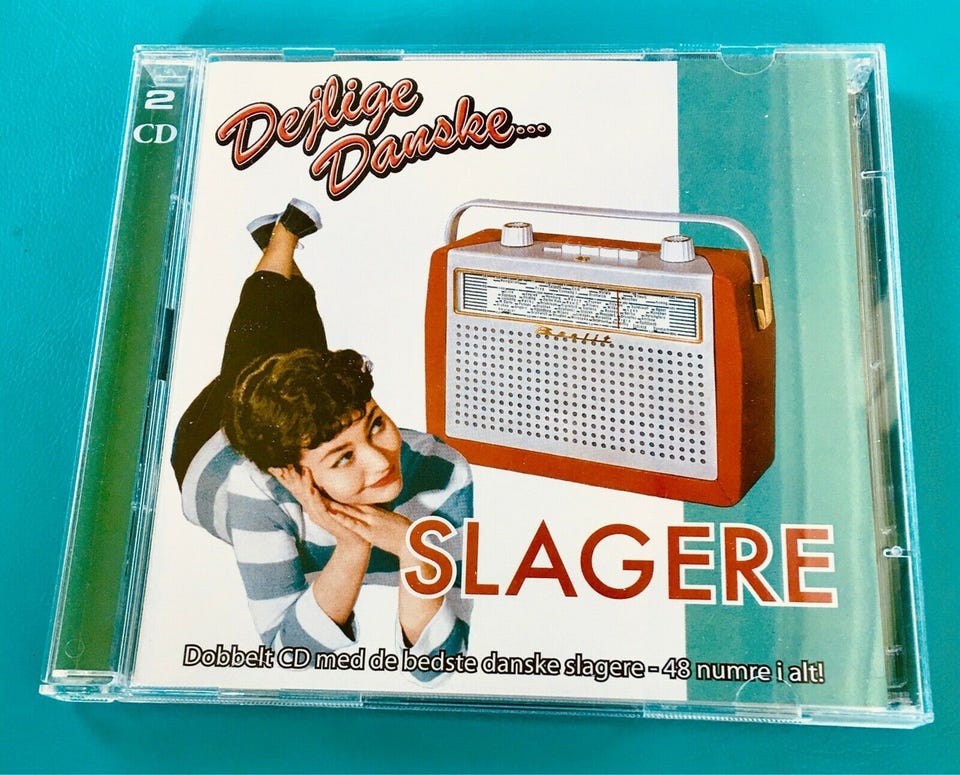 2
CD
Dejlige
Danske...
SLAGERE
Dobbelt CD med de bedste danske slagere - 48 numre i alt!